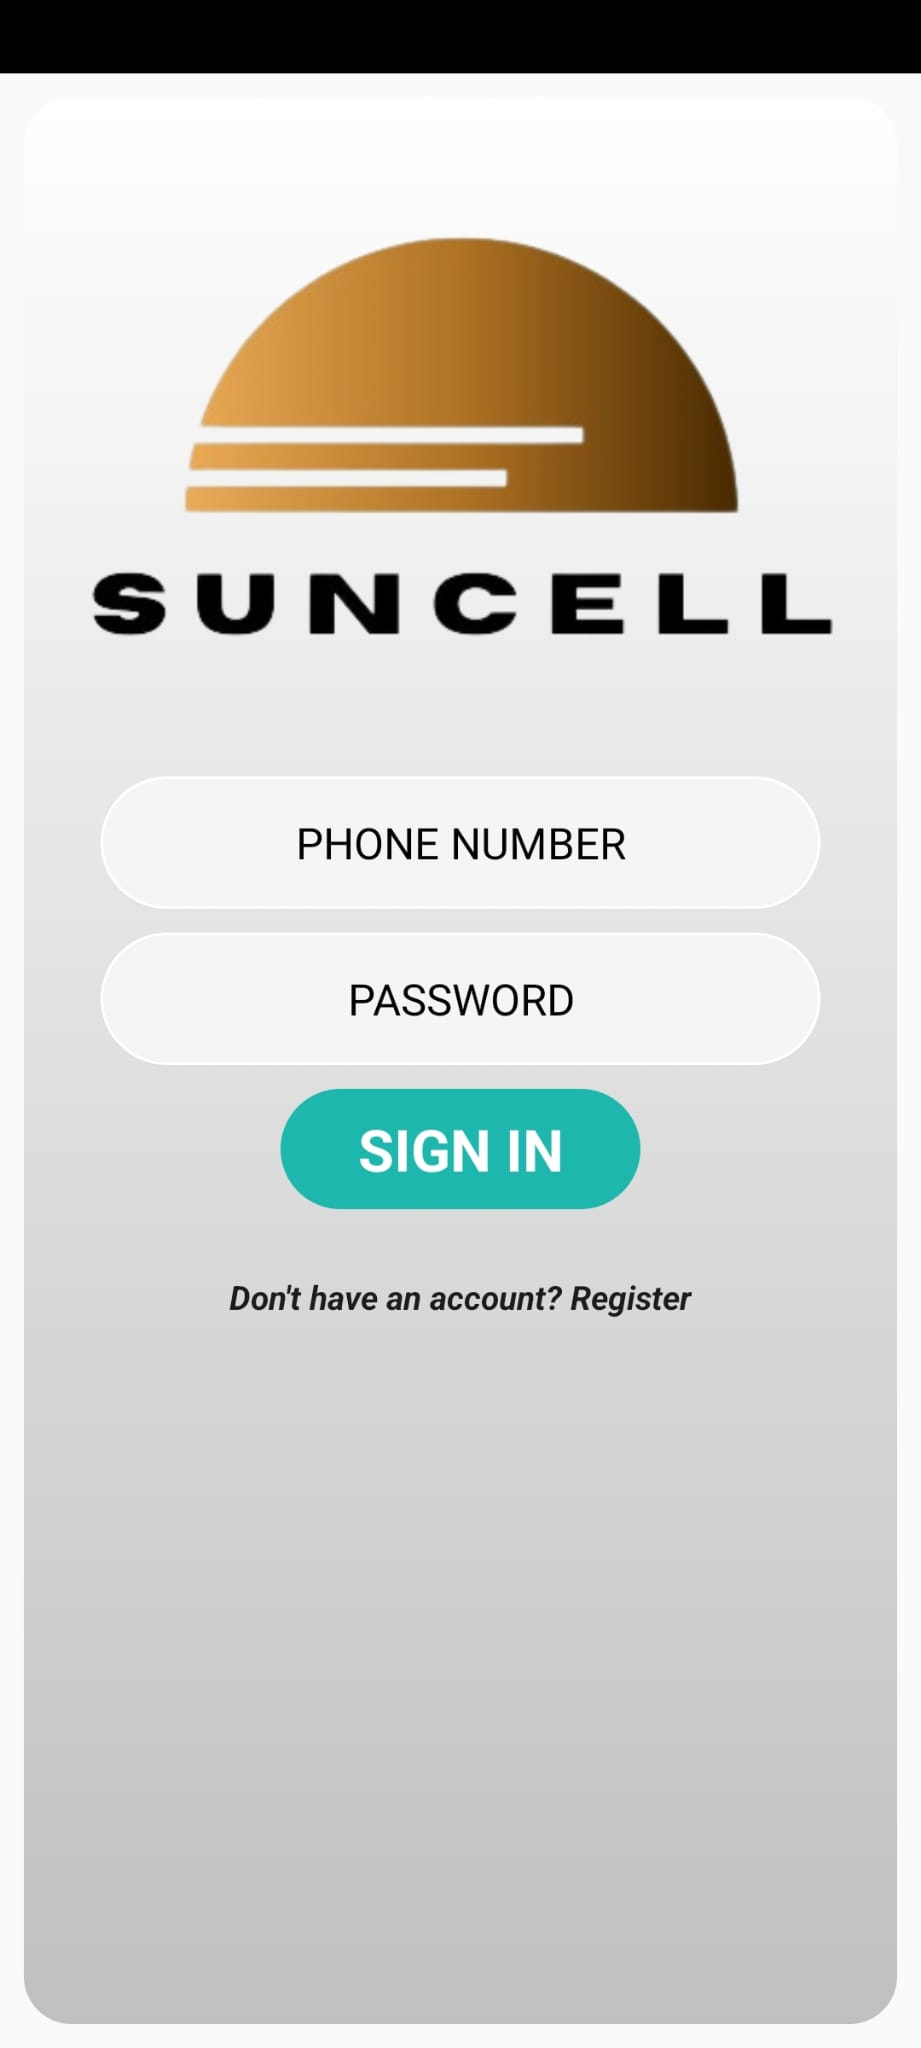 SUNCELL
PHONE NUMBER
PASSWORD
SIGN IN
Don't have an account? Register